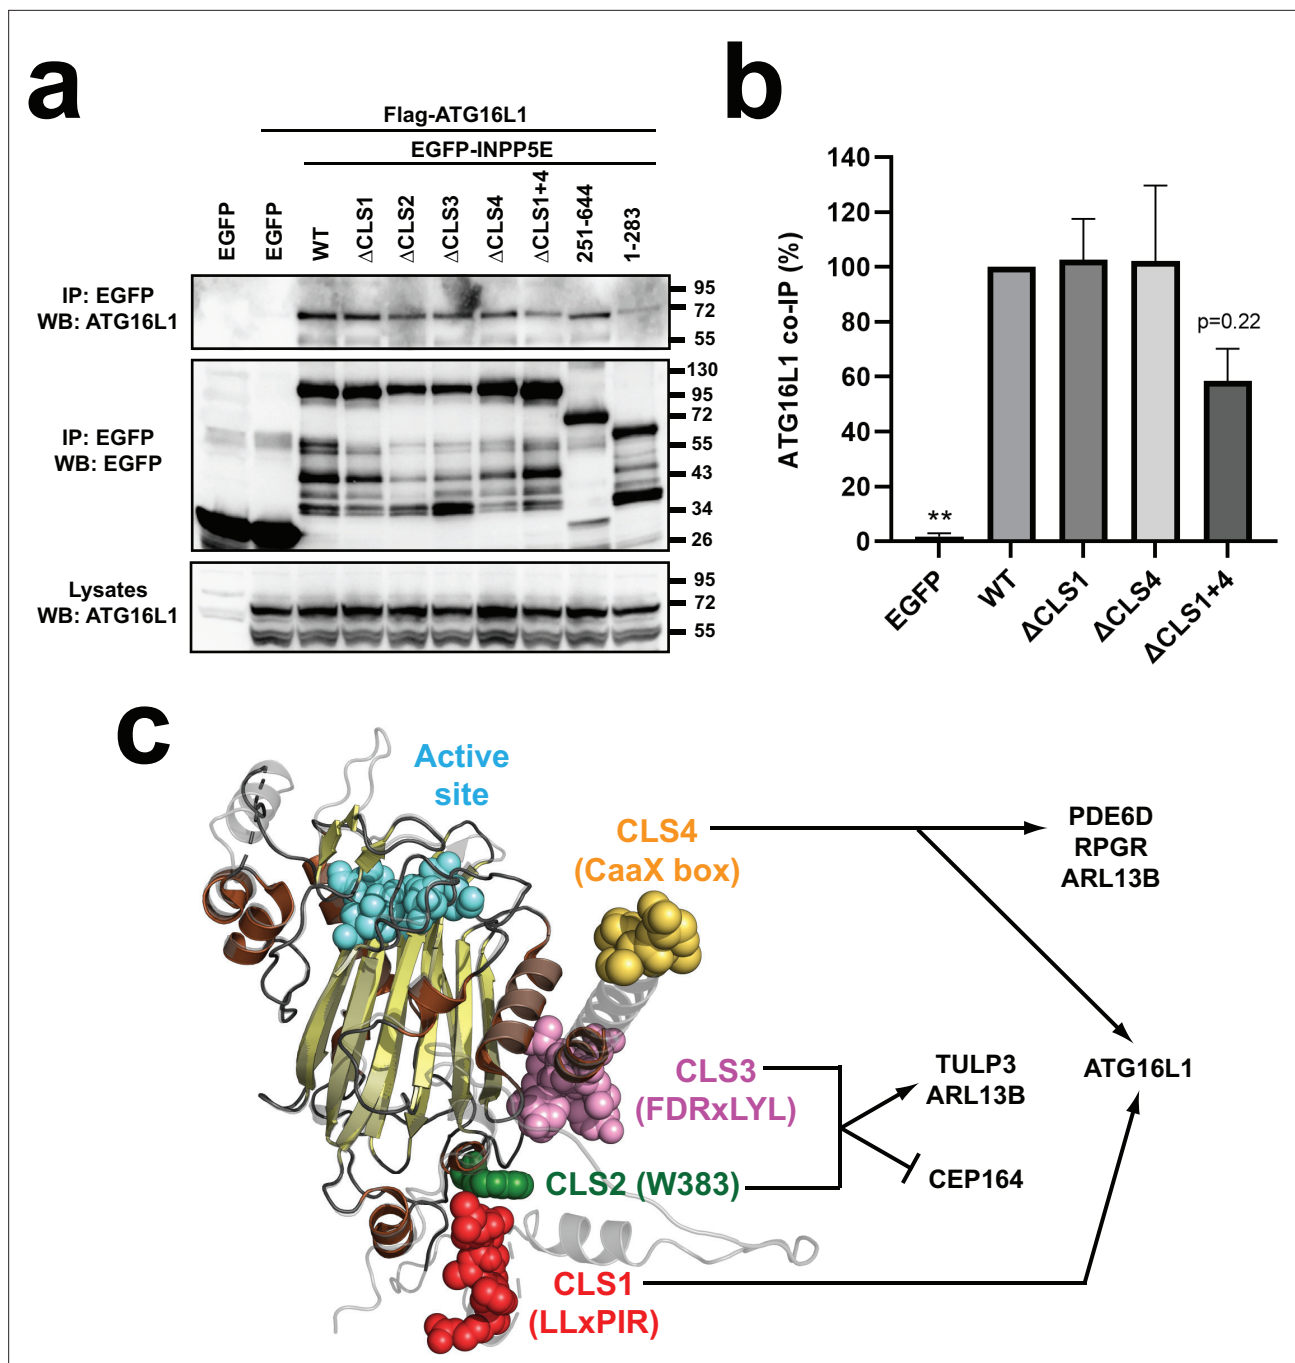 a
Flag-ATG16L1
EGFP-INPP5E
EGFP
EGFP
WT
ΔCLS1
ΔCLS2
ΔCLS3
ΔCLS4
ΔCLS1+4
251-644
1-283
IP: EGFP
WB: ATG16L1
95
72
55
IP: EGFP
WB: EGFP
130
95
72
55
43
34
26
Lysates
WB: ATG16L1
95
72
55
b
ATG16L1 co-IP (%)
140
120
100
80
60
40
20
0
**
p=0.22
EGFP
WT
ΔCLS1
ΔCLS4
ΔCLS1+4
c
Active
site
CLS4
(CaaX box)
PDE6D
RPGR
ARL13B
CLS3
(FDRxLYL)
TULP3
ARL13B
ATG16L1
CLS2 (W383)
CEP164
CLS1
(LLxPIR)